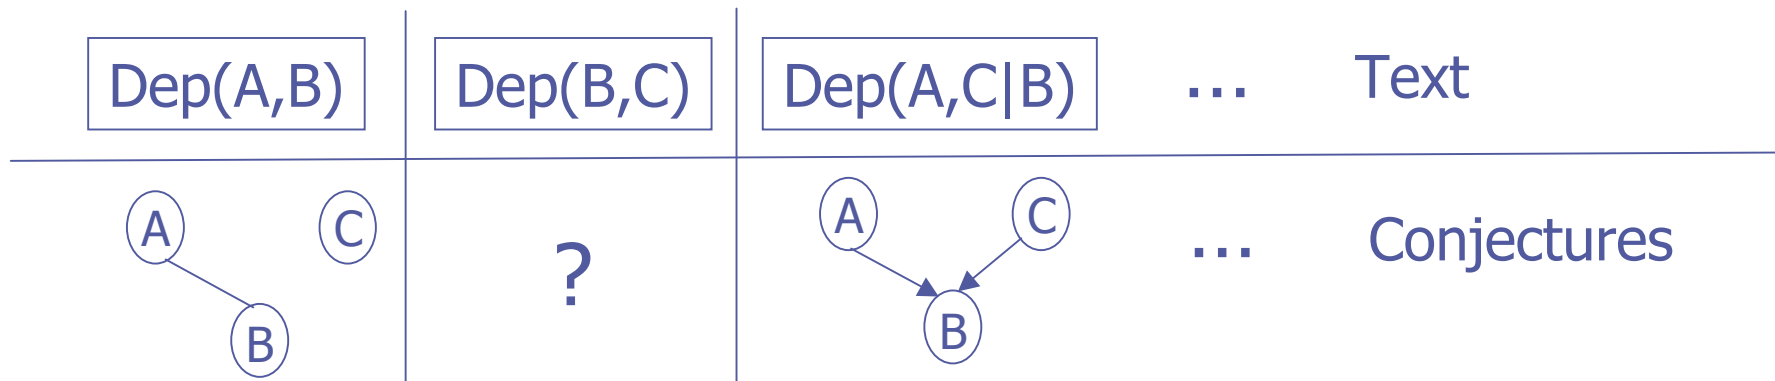 Dep(A,B) Dep(B,C) Dep(A,C|B) ... Text
A C ? A C ... Conjectures
B B